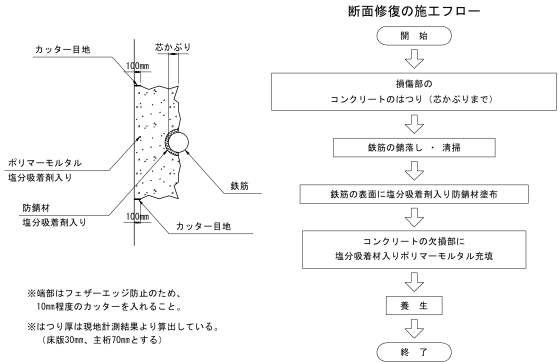 断面修復の施工フロー
カッター目地
芯かぶり
100mm
ポリマーモルタル
塩分吸着剤入り
鉄筋
防錆材
塩分吸着剤入り
100mm
カッター目地
※端部はフェザーエッジ防止のため、
10mm程度のカッターを入れること。
※はつり厚は現地計測結果より算出している。
（床版30mm、主桁70mmとする）
開　始
損傷部の
コンクリートのはつり（芯かぶりまで）
鉄筋の錆落し ・ 清掃
鉄筋の表面に塩分吸着剤入り防錆材塗布
コンクリートの欠損部に
塩分吸着材入りポリマーモルタル充填
養　生
終　了